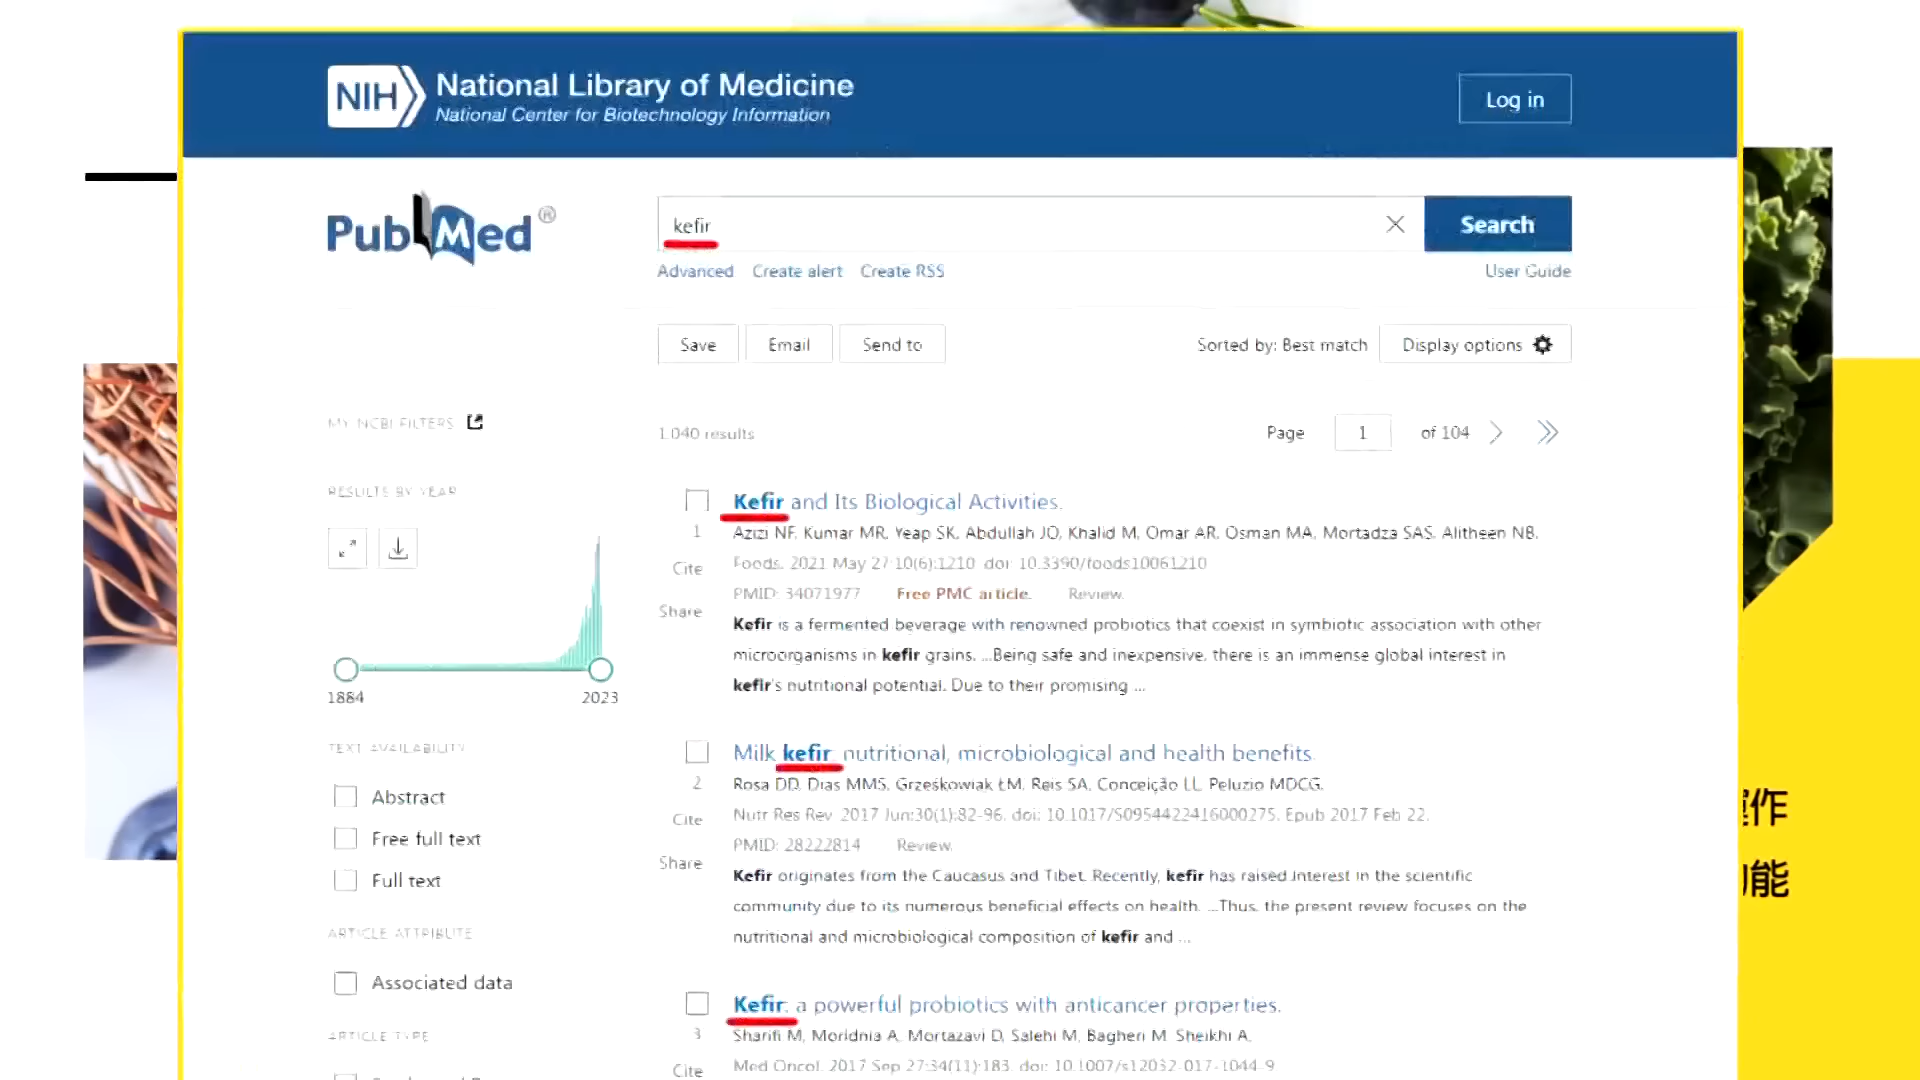 NIH National Library of Medicine
National Center for Biotechnology Information
Log in
PubMed®
kefir
Search
Advanced Create alert Create RSS
User Guide
Save Email Send to
Sorted by: Best match Display options
MY NCBI FILTERS
1,040 results
Page 1 of 104
RESULTS BY YEAR
1884 2023
TEXT AVAILABILITY
Abstract
Free full text
Full text
ARTICLE ATTRIBUTE
Associated data
ARTICLE TYPE
Kefir and Its Biological Activities.
1
Azizi NF, Kumar MR, Yeap SK, Abdullah JO, Khalid M, Omar AR, Osman MA, Mortadza SAS, Alitheen NB.
Cite
Foods. 2021 May 27;10(6):1210. doi: 10.3390/foods10061210
PMID: 34071977 Free PMC article. Review.
Share
Kefir is a fermented beverage with renowned probiotics that coexist in symbiotic association with other
microorganisms in kefir grains. ...Being safe and inexpensive, there is an immense global interest in
kefir's nutritional potential. Due to their promising ...
Milk kefir: nutritional, microbiological and health benefits.
2
Rosa DD, Dias MMS, Grześkowiak ŁM, Reis SA, Conceição LL, Peluzio MDCG.
Cite
Nutr Res Rev. 2017 Jun;30(1):82-96. doi: 10.1017/S0954422416000275. Epub 2017 Feb 22.
PMID: 28222814 Review.
Share
Kefir originates from the Caucasus and Tibet. Recently, kefir has raised interest in the scientific
community due to its numerous beneficial effects on health. ...Thus, the present review focuses on the
nutritional and microbiological composition of kefir and ...
Kefir: a powerful probiotics with anticancer properties.
3
Sharifi M, Moridnia A, Mortazavi D, Salehi M, Bagheri M, Sheikhi A.
Cite
Med Oncol. 2017 Sep 27;34(11):183. doi: 10.1007/s12032-017-1044-9
作
能